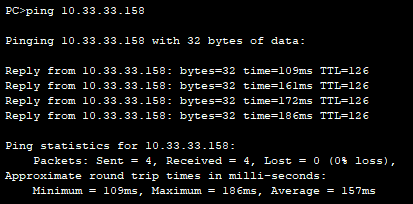 PC>ping 10.33.33.158
Pinging 10.33.33.158 with 32 bytes of data:
Reply from 10.33.33.158: bytes=32 time=109ms TTL=126
Reply from 10.33.33.158: bytes=32 time=161ms TTL=126
Reply from 10.33.33.158: bytes=32 time=172ms TTL=126
Reply from 10.33.33.158: bytes=32 time=186ms TTL=126
Ping statistics for 10.33.33.158:
    Packets: Sent = 4, Received = 4, Lost = 0 (0% loss),
Approximate round trip times in milli-seconds:
    Minimum = 109ms, Maximum = 186ms, Average = 157ms